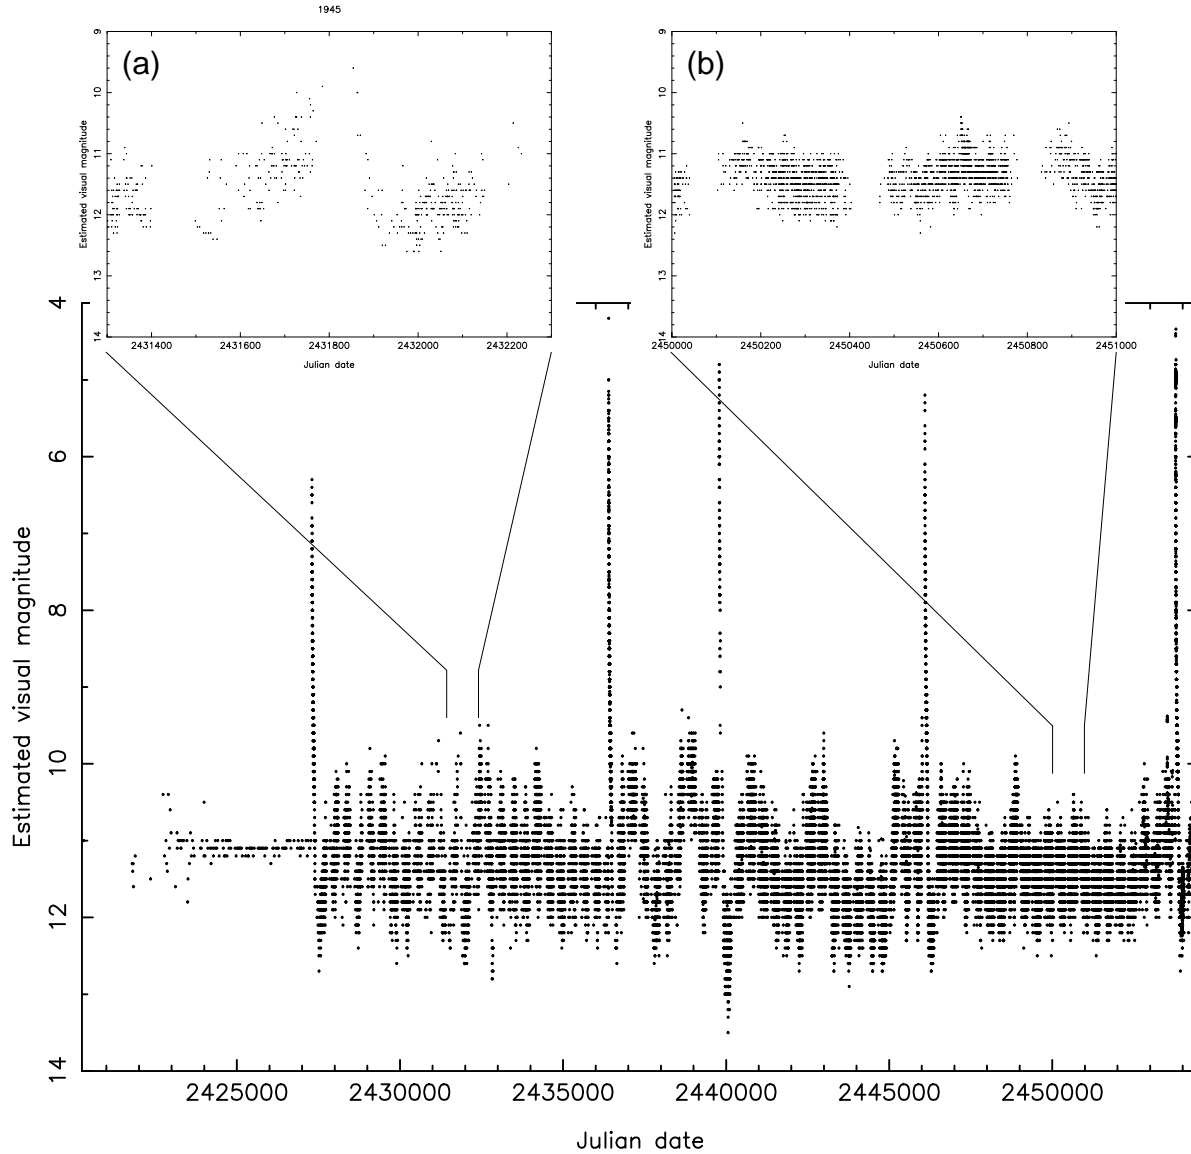 1945
(a)
9
10
11
12
13
14
Estimated visual magnitude
2431400 2431600 2431800 2432000 2432200
Julian date
(b)
9
10
11
12
13
14
Estimated visual magnitude
2450000 2450200 2450400 2450600 2450800 2451000
Julian date
4
6
8
10
12
14
Estimated visual magnitude
2425000 2430000 2435000 2440000 2445000 2450000
Julian date